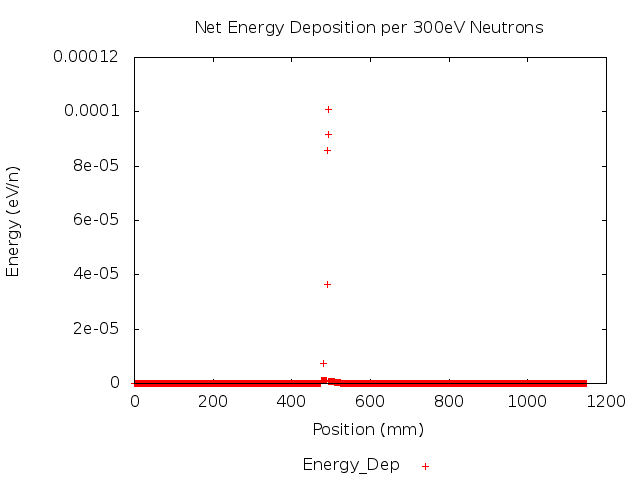 Net Energy Deposition per 300eV Neutrons
0.00012
0.0001
8e-05
6e-05
4e-05
2e-05
0
Energy (eV/n)
0 200 400 600 800 1000 1200
Position (mm)
Energy_Dep